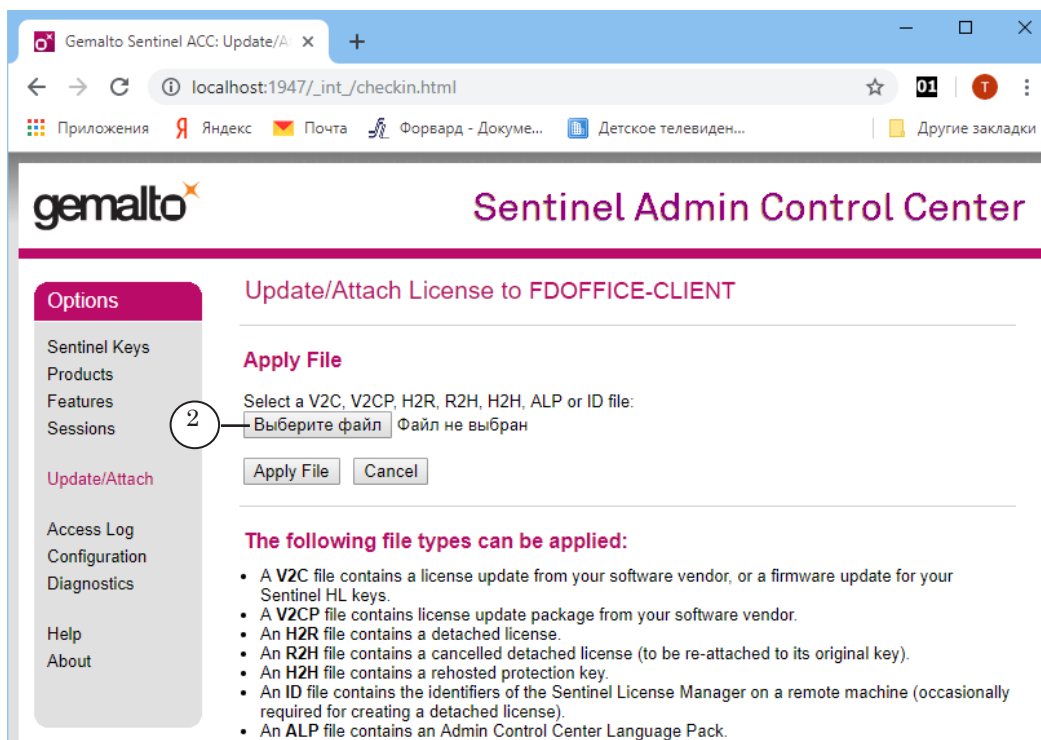 Gemalto Sentinel ACC: Update/A
localhost:1947/_int_/checkin.html
01
T
Приложения Яндекс Почта Форвард - Докуме... Детское телевиден... Другие закладки
gemalto
Sentinel Admin Control Center
Options
Sentinel Keys
Products
Features
Sessions
Update/Attach
Access Log
Configuration
Diagnostics
Help
About
Update/Attach License to FDOFFICE-CLIENT
Apply File
Select a V2C, V2CP, H2R, R2H, H2H, ALP or ID file:
2
Выберите файл Файл не выбран
Apply File Cancel
The following file types can be applied:
• A V2C file contains a license update from your software vendor, or a firmware update for your
Sentinel HL keys.
• A V2CP file contains license update package from your software vendor.
• An H2R file contains a detached license.
• An R2H file contains a cancelled detached license (to be re-attached to its original key).
• An H2H file contains a rehosted protection key.
• An ID file contains the identifiers of the Sentinel License Manager on a remote machine (occasionally
required for creating a detached license).
• An ALP file contains an Admin Control Center Language Pack.